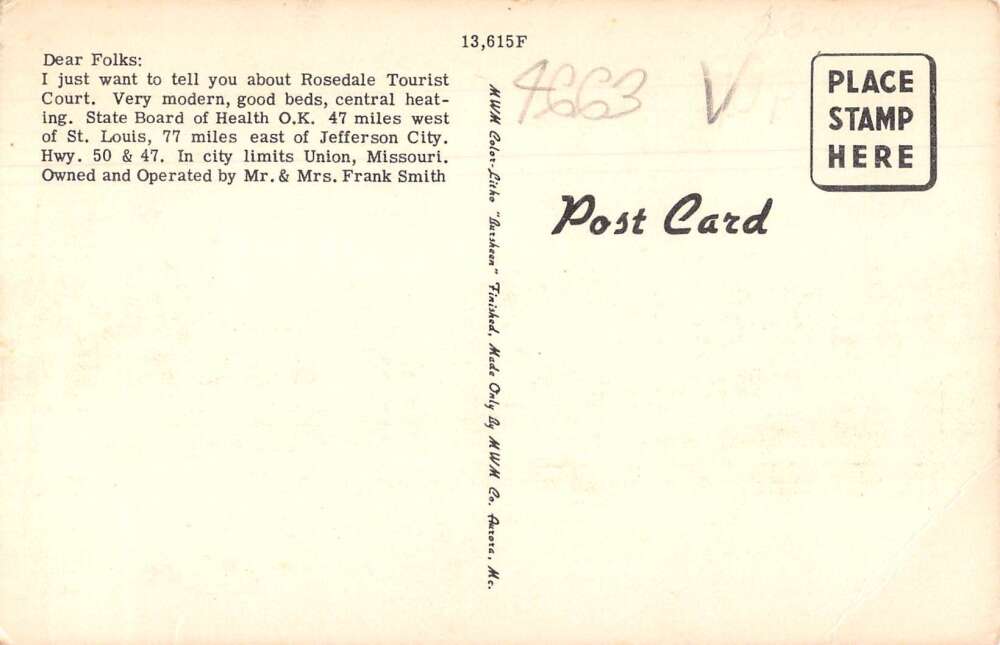 13,615F
Dear Folks:
I just want to tell you about Rosedale Tourist
Court. Very modern, good beds, central heat-
ing. State Board of Health O.K. 47 miles west
of St. Louis, 77 miles east of Jefferson City.
Hwy. 50 & 47. In city limits Union, Missouri.
Owned and Operated by Mr. & Mrs. Frank Smith
MWM Color-Litho "Dursheen" Finished, Made Only By MWM Co. Aurora, Mo.
4663 V
PLACE
STAMP
HERE
Post Card